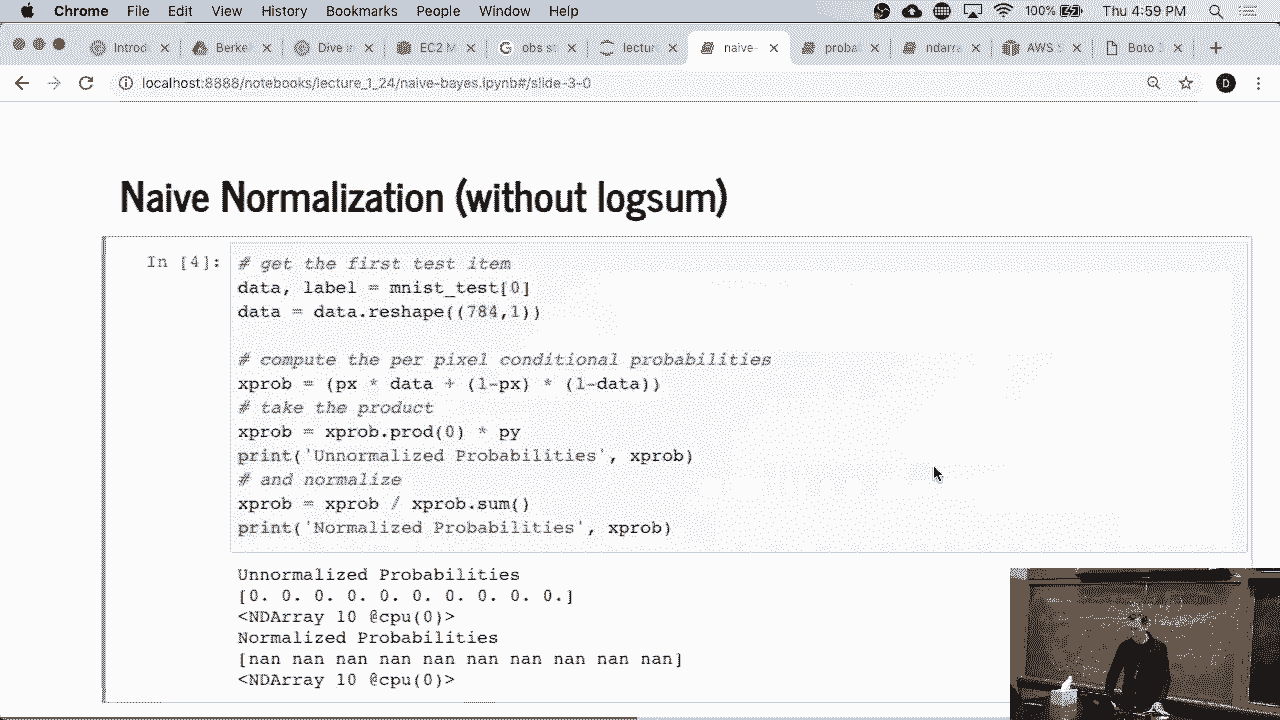 Chrome File Edit View History Bookmarks People Window Help 100% Thu 4:59 PM
Introd Berke Dive in EC2 M obs st lectur naive- probal ndarra AWS S Boto 3
localhost:8888/notebooks/lecture_1_24/naive-bayes.ipynb#/slide-3-0 D
Naive Normalization (without logsum)
In [4]:
# get the first test item
data, label = mnist_test[0]
data = data.reshape((784,1))
# compute the per pixel conditional probabilities
xprob = (px * data + (1-px) * (1-data))
# take the product
xprob = xprob.prod(0) * py
print('Unnormalized Probabilities', xprob)
# and normalize
xprob = xprob / xprob.sum()
print('Normalized Probabilities', xprob)
Unnormalized Probabilities
[0. 0. 0. 0. 0. 0. 0. 0. 0. 0.]
<NDArray 10 @cpu(0)>
Normalized Probabilities
[nan nan nan nan nan nan nan nan nan nan]
<NDArray 10 @cpu(0)>